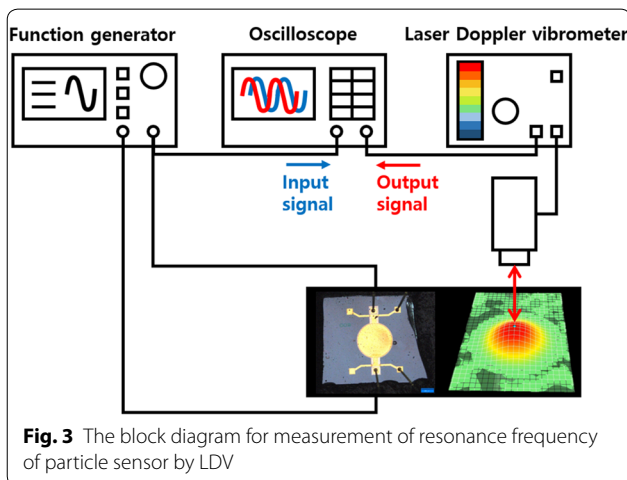 Function generator
Oscilloscope
Laser Doppler vibrometer
Input
signal
Output
signal
Fig. 3 The block diagram for measurement of resonance frequency
of particle sensor by LDV